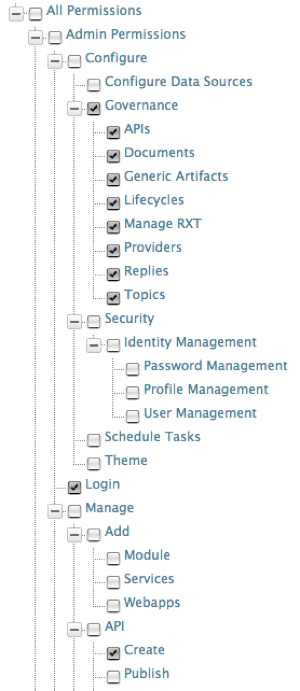 All Permissions
Admin Permissions
Configure
Configure Data Sources
Governance
APIs
Documents
Generic Artifacts
Lifecycles
Manage RXT
Providers
Replies
Topics
Security
Identity Management
Password Management
Profile Management
User Management
Schedule Tasks
Theme
Login
Manage
Add
Module
Services
Webapps
API
Create
Publish